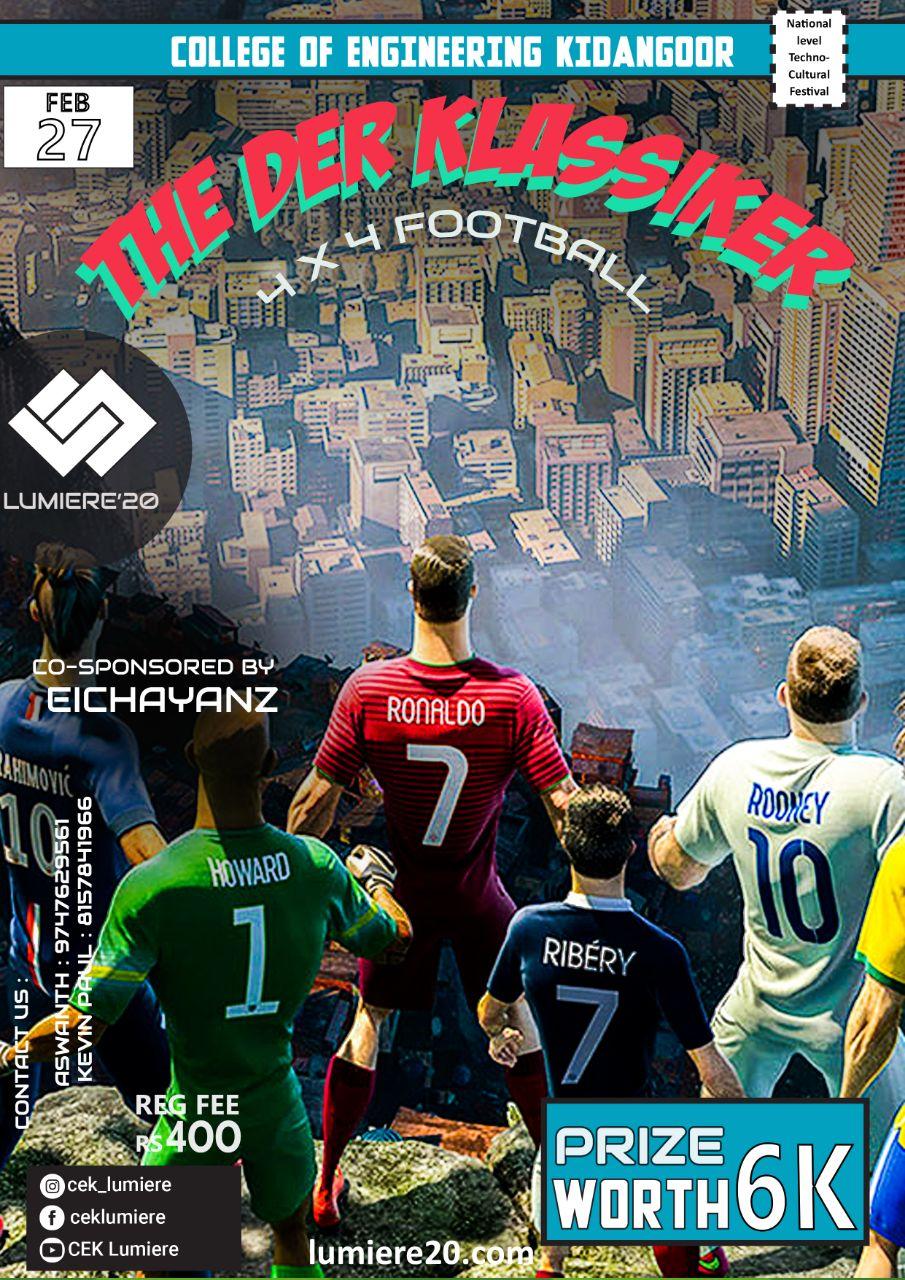 COLLEGE OF ENGINEERING KIDANGOOR
National
level
Techno-
Cultural
Festival
FEB
27
THE DER KLASSIKER
4 X 4 FOOTBALL
LUMIERE'20
CO-SPONSORED BY
EICHAYANZ
RAHIMOVIĆ
10
HOWARD
1
RONALDO
7
RIBÉRY
7
ROONEY
10
CONTACT US :
ASWANTH : 9747629561
KEVIN PAUL : 8157841966
REG FEE
RS 400
cek_lumiere
ceklumiere
CEK Lumiere
lumiere20.com
PRIZE
WORTH 6K